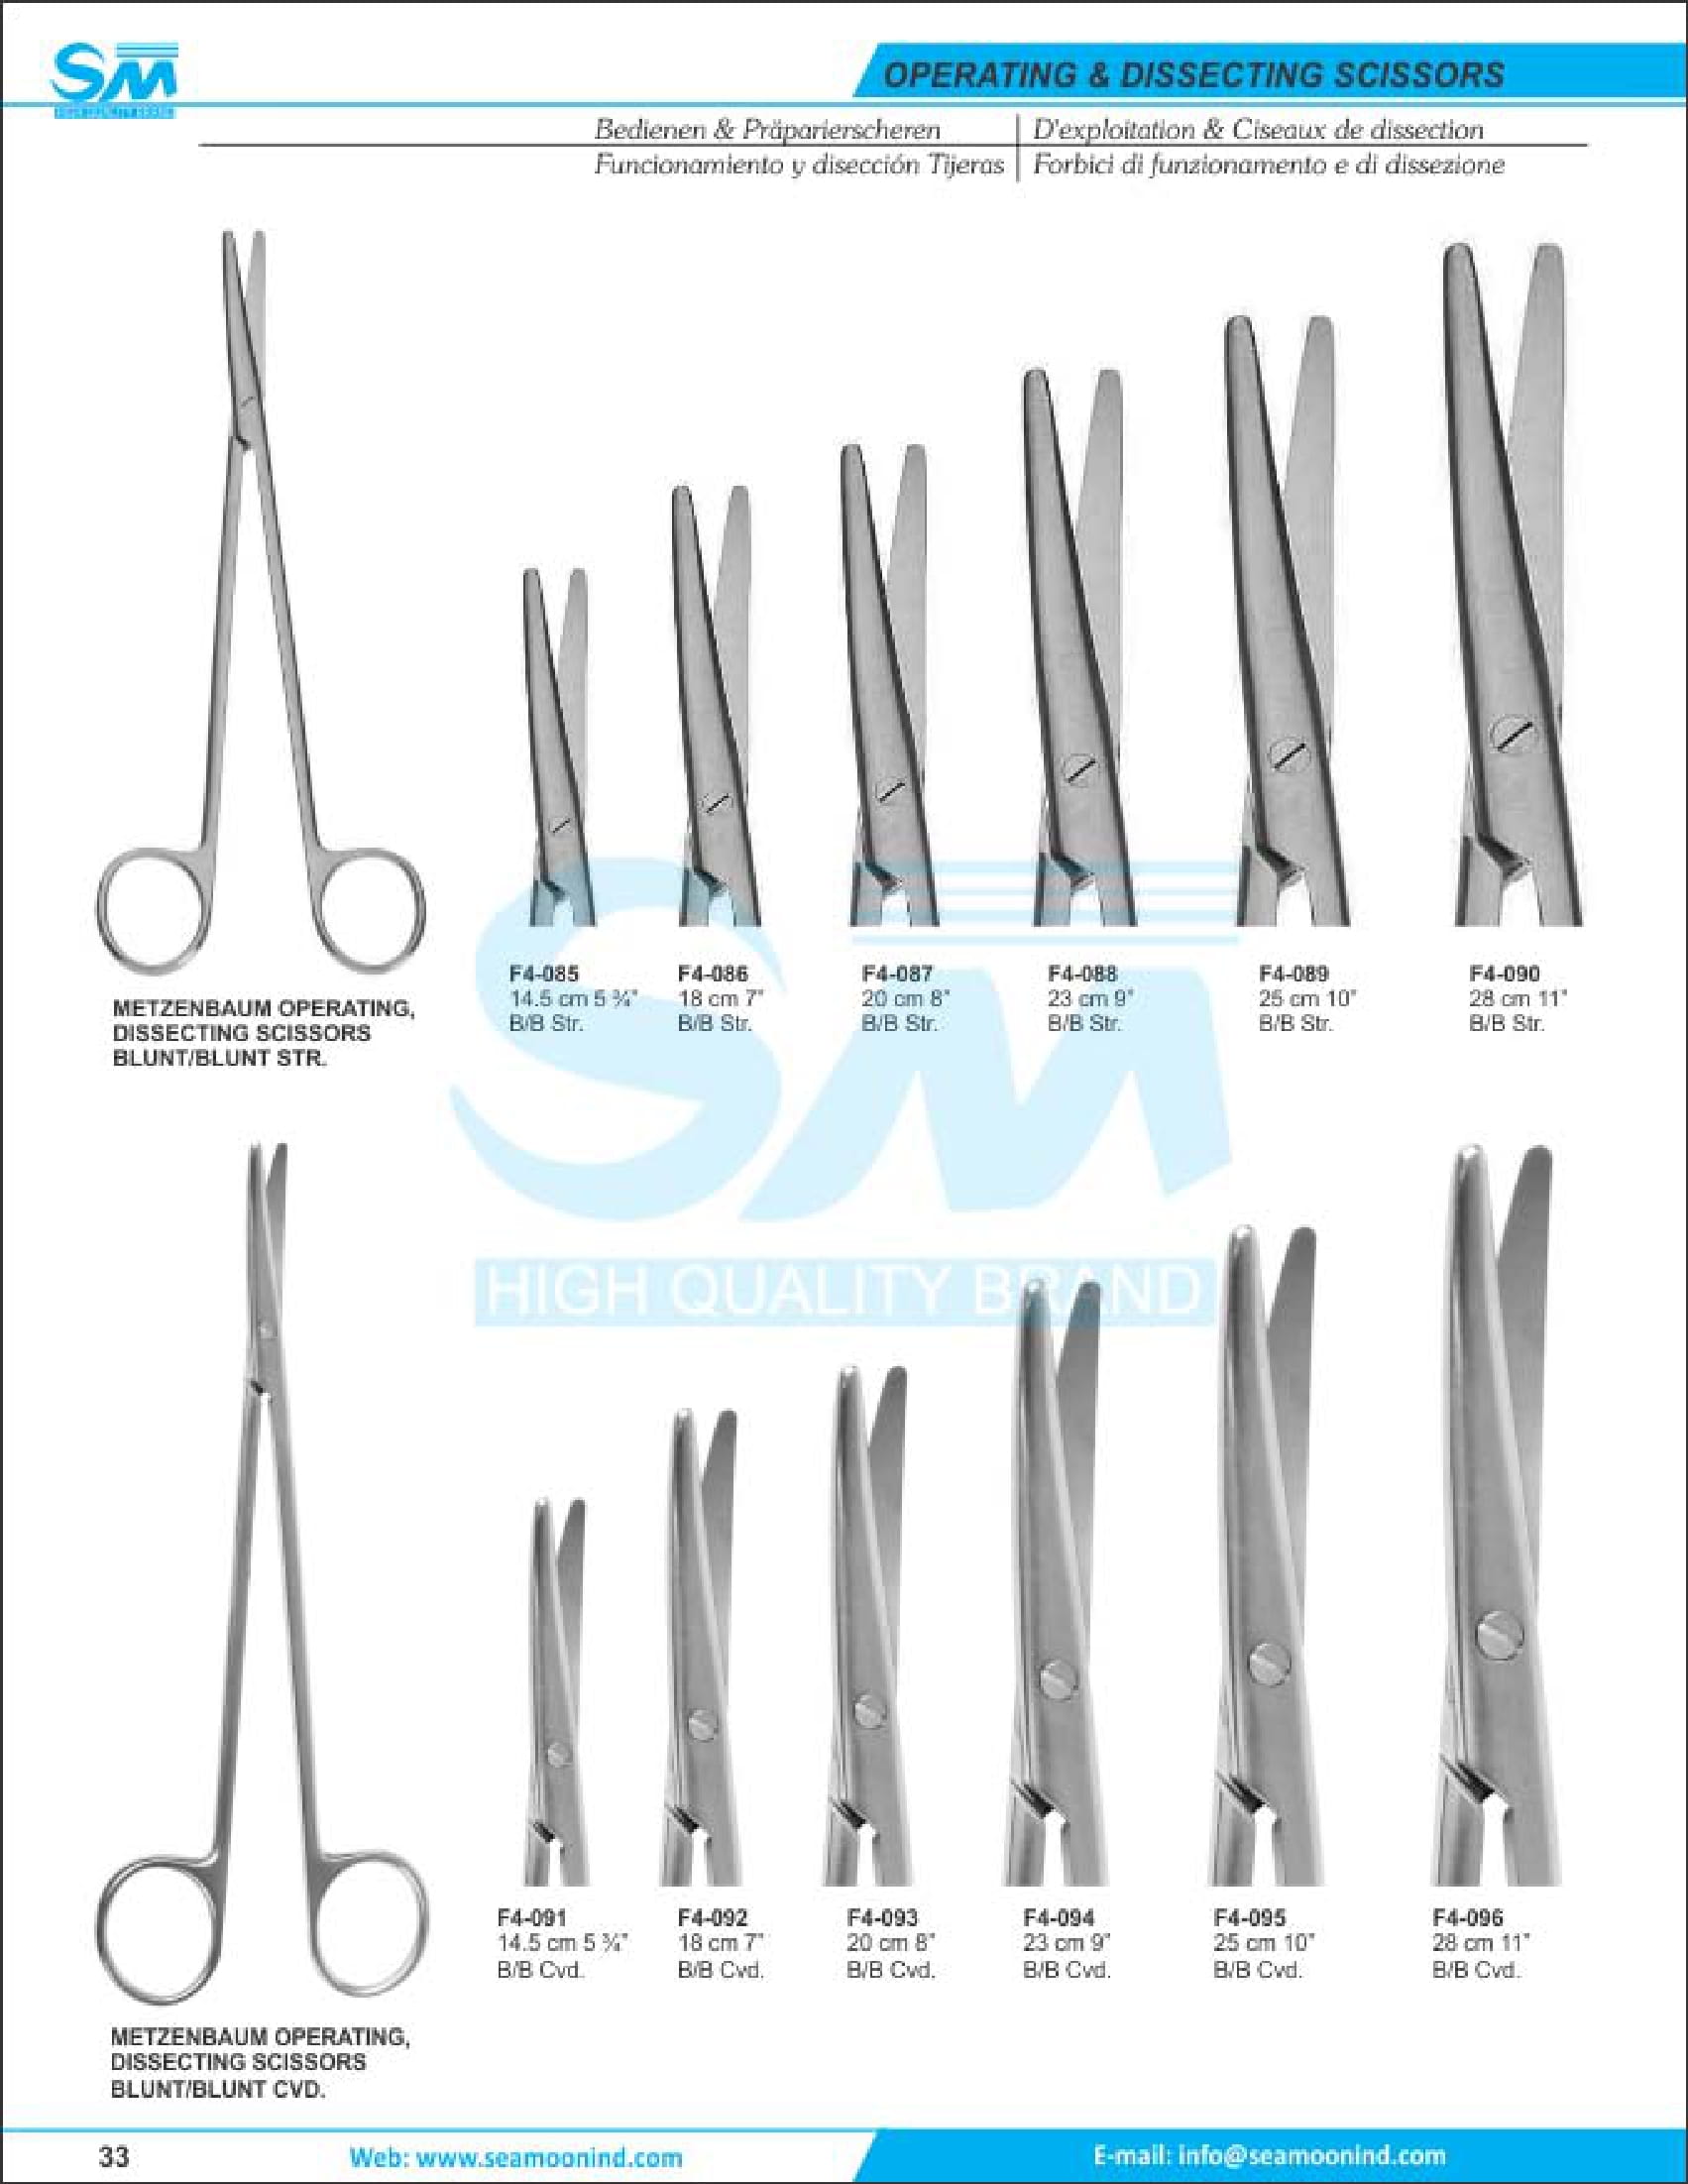 SM
OPERATING & DISSECTING SCISSORS
Bedienen & Präparierscheren
D'exploitation & Ciseaux de dissection
Funcionamiento y disección Tijeras
Forbici di funzionamento e di dissezione
F4-085
14.5 cm 5 ¾"
B/B Str.
F4-086
18 cm 7"
B/B Str.
F4-087
20 cm 8"
B/B Str.
F4-088
23 cm 9"
B/B Str.
F4-089
25 cm 10"
B/B Str.
F4-090
28 cm 11"
B/B Str.
METZENBAUM OPERATING,
DISSECTING SCISSORS
BLUNT/BLUNT STR.
SM
HIGH QUALITY BRAND
F4-091
14.5 cm 5 ¾"
B/B Cvd.
F4-092
18 cm 7"
B/B Cvd.
F4-093
20 cm 8"
B/B Cvd.
F4-094
23 cm 9"
B/B Cvd.
F4-095
25 cm 10"
B/B Cvd.
F4-096
28 cm 11"
B/B Cvd.
METZENBAUM OPERATING,
DISSECTING SCISSORS
BLUNT/BLUNT CVD.
33
Web: www.seamoonind.com
E-mail: info@seamoonind.com